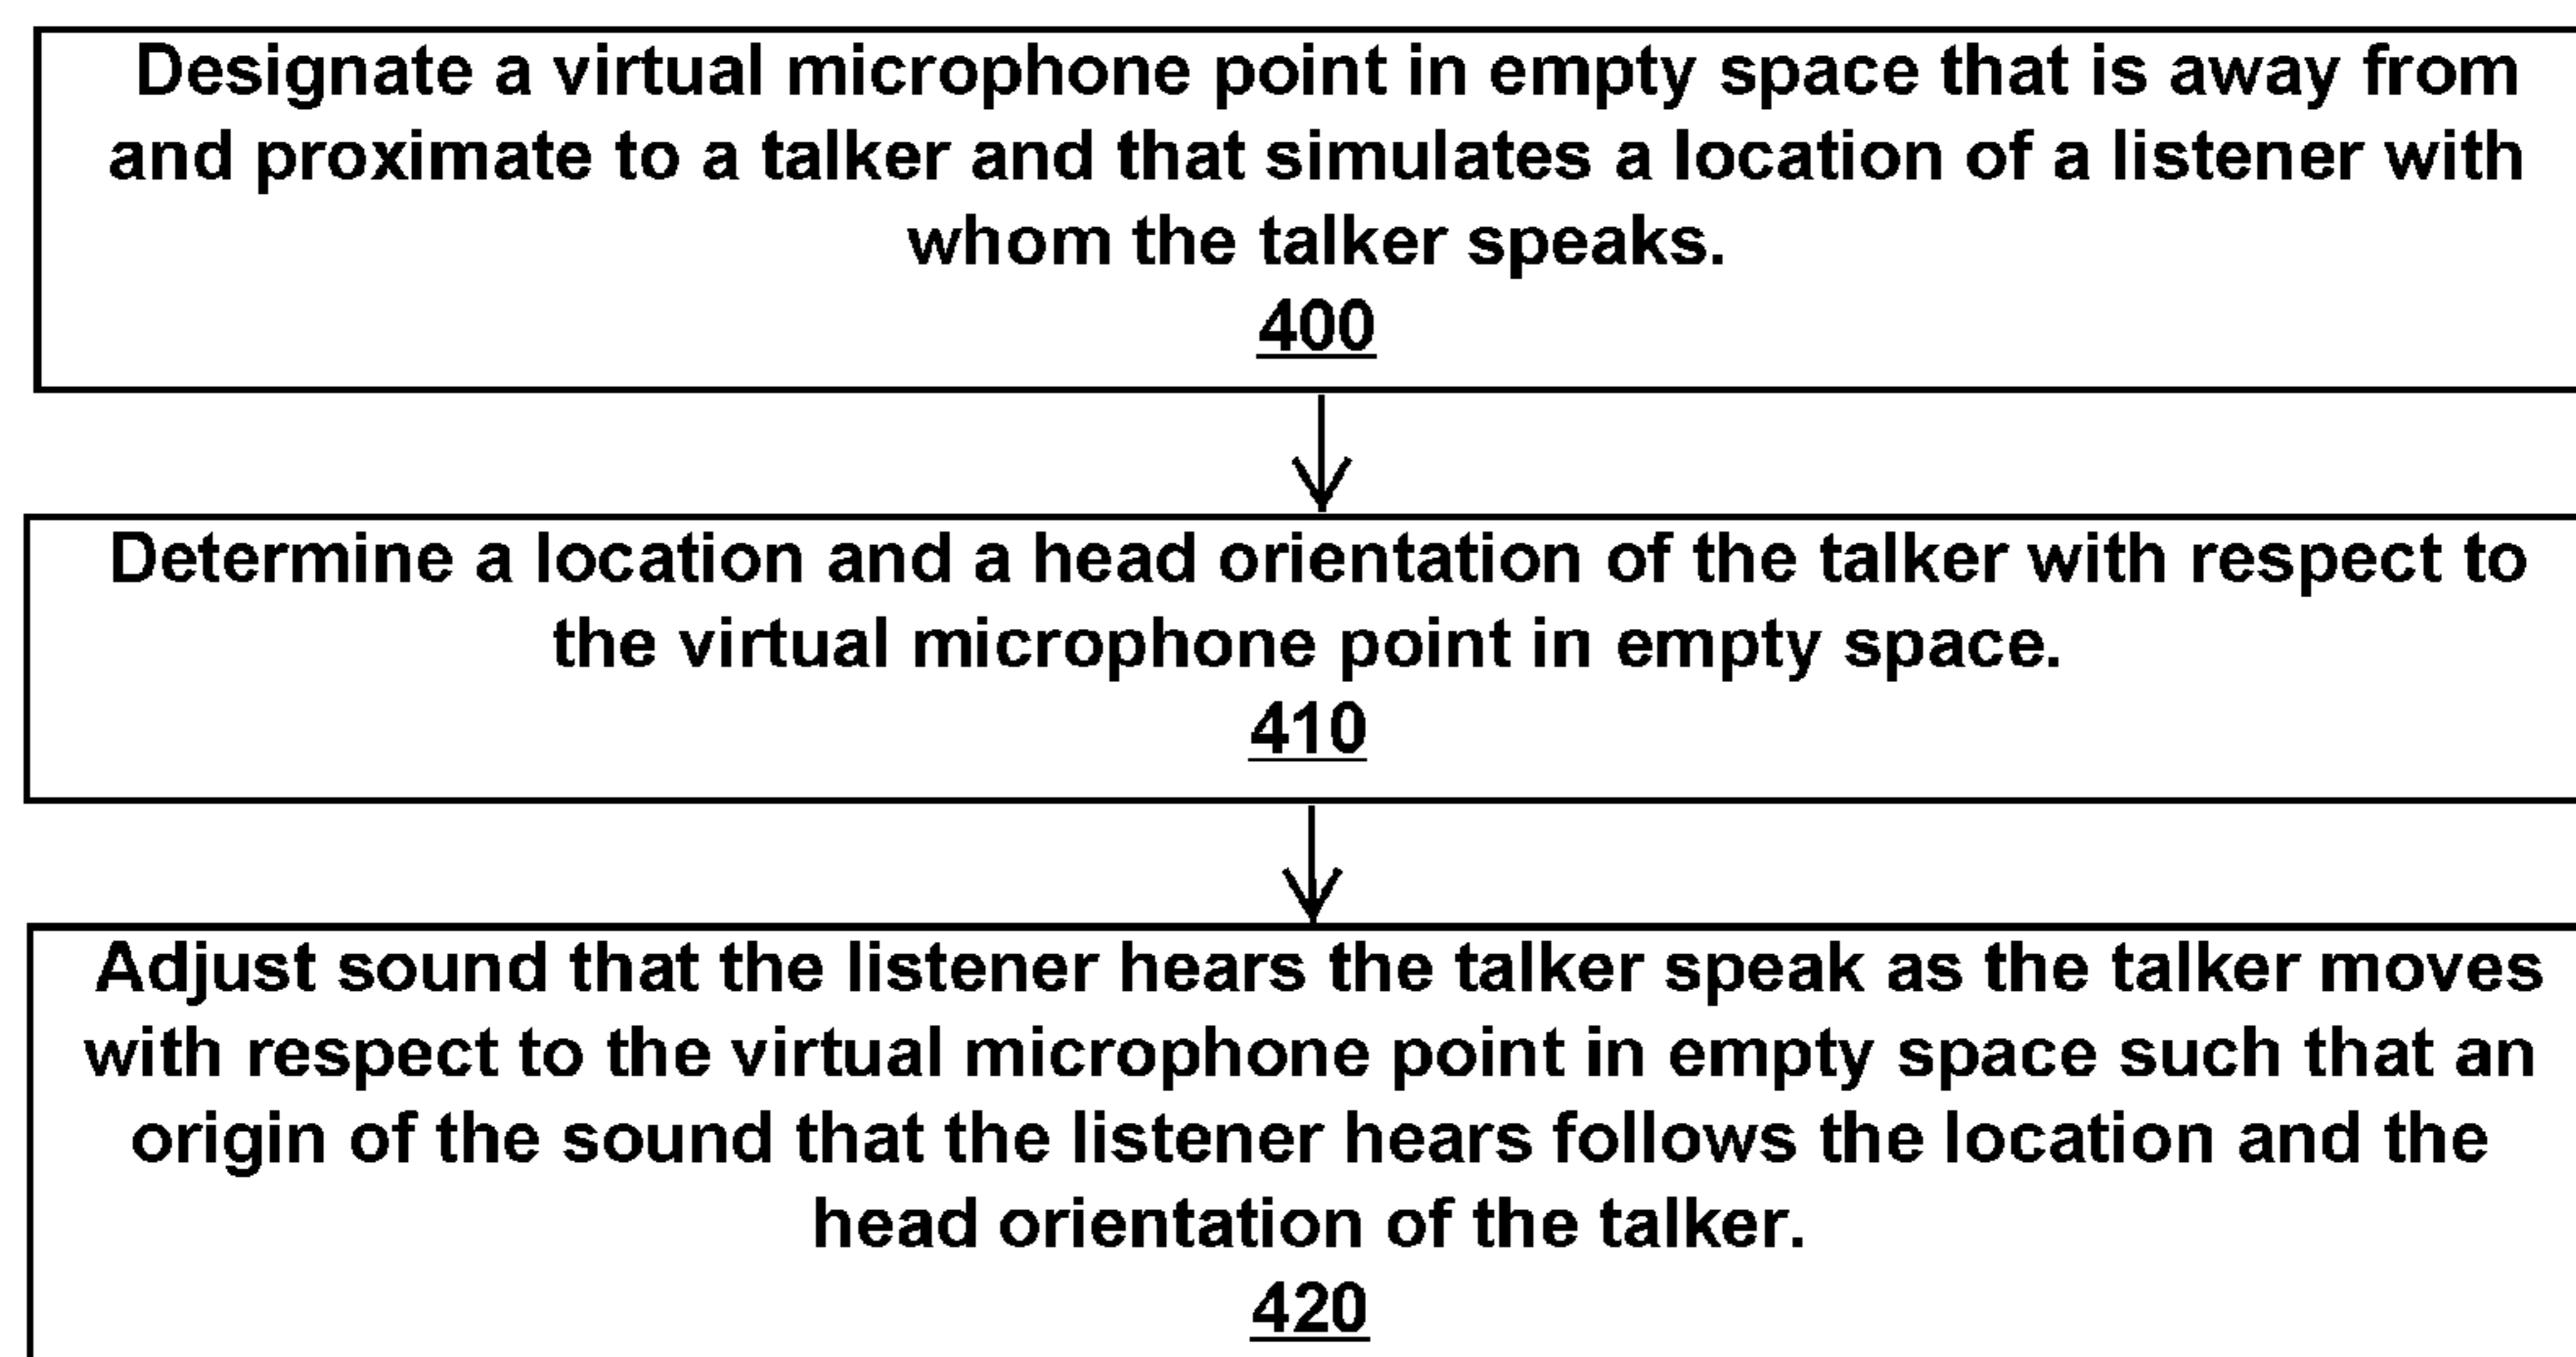 Designate a virtual microphone point in empty space that is away from
and proximate to a talker and that simulates a location of a listener with
whom the talker speaks.
400
Determine a location and a head orientation of the talker with respect to
the virtual microphone point in empty space.
410
Adjust sound that the listener hears the talker speak as the talker moves
with respect to the virtual microphone point in empty space such that an
origin of the sound that the listener hears follows the location and the
head orientation of the talker.
420